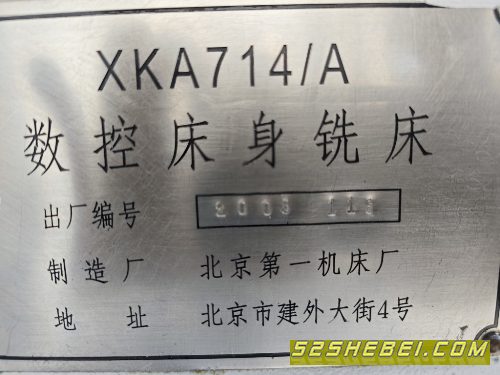 XKA714/A
数控床身铣床
出厂编号
制造厂 北京第一机床厂
地址 北京市建外大街4号
52SHEBEI.COM